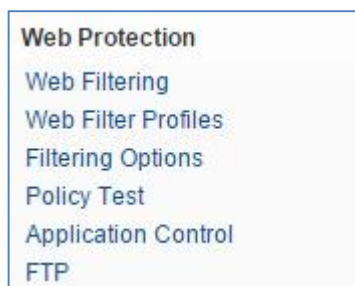 Web Protection
Web Filtering
Web Filter Profiles
Filtering Options
Policy Test
Application Control
FTP